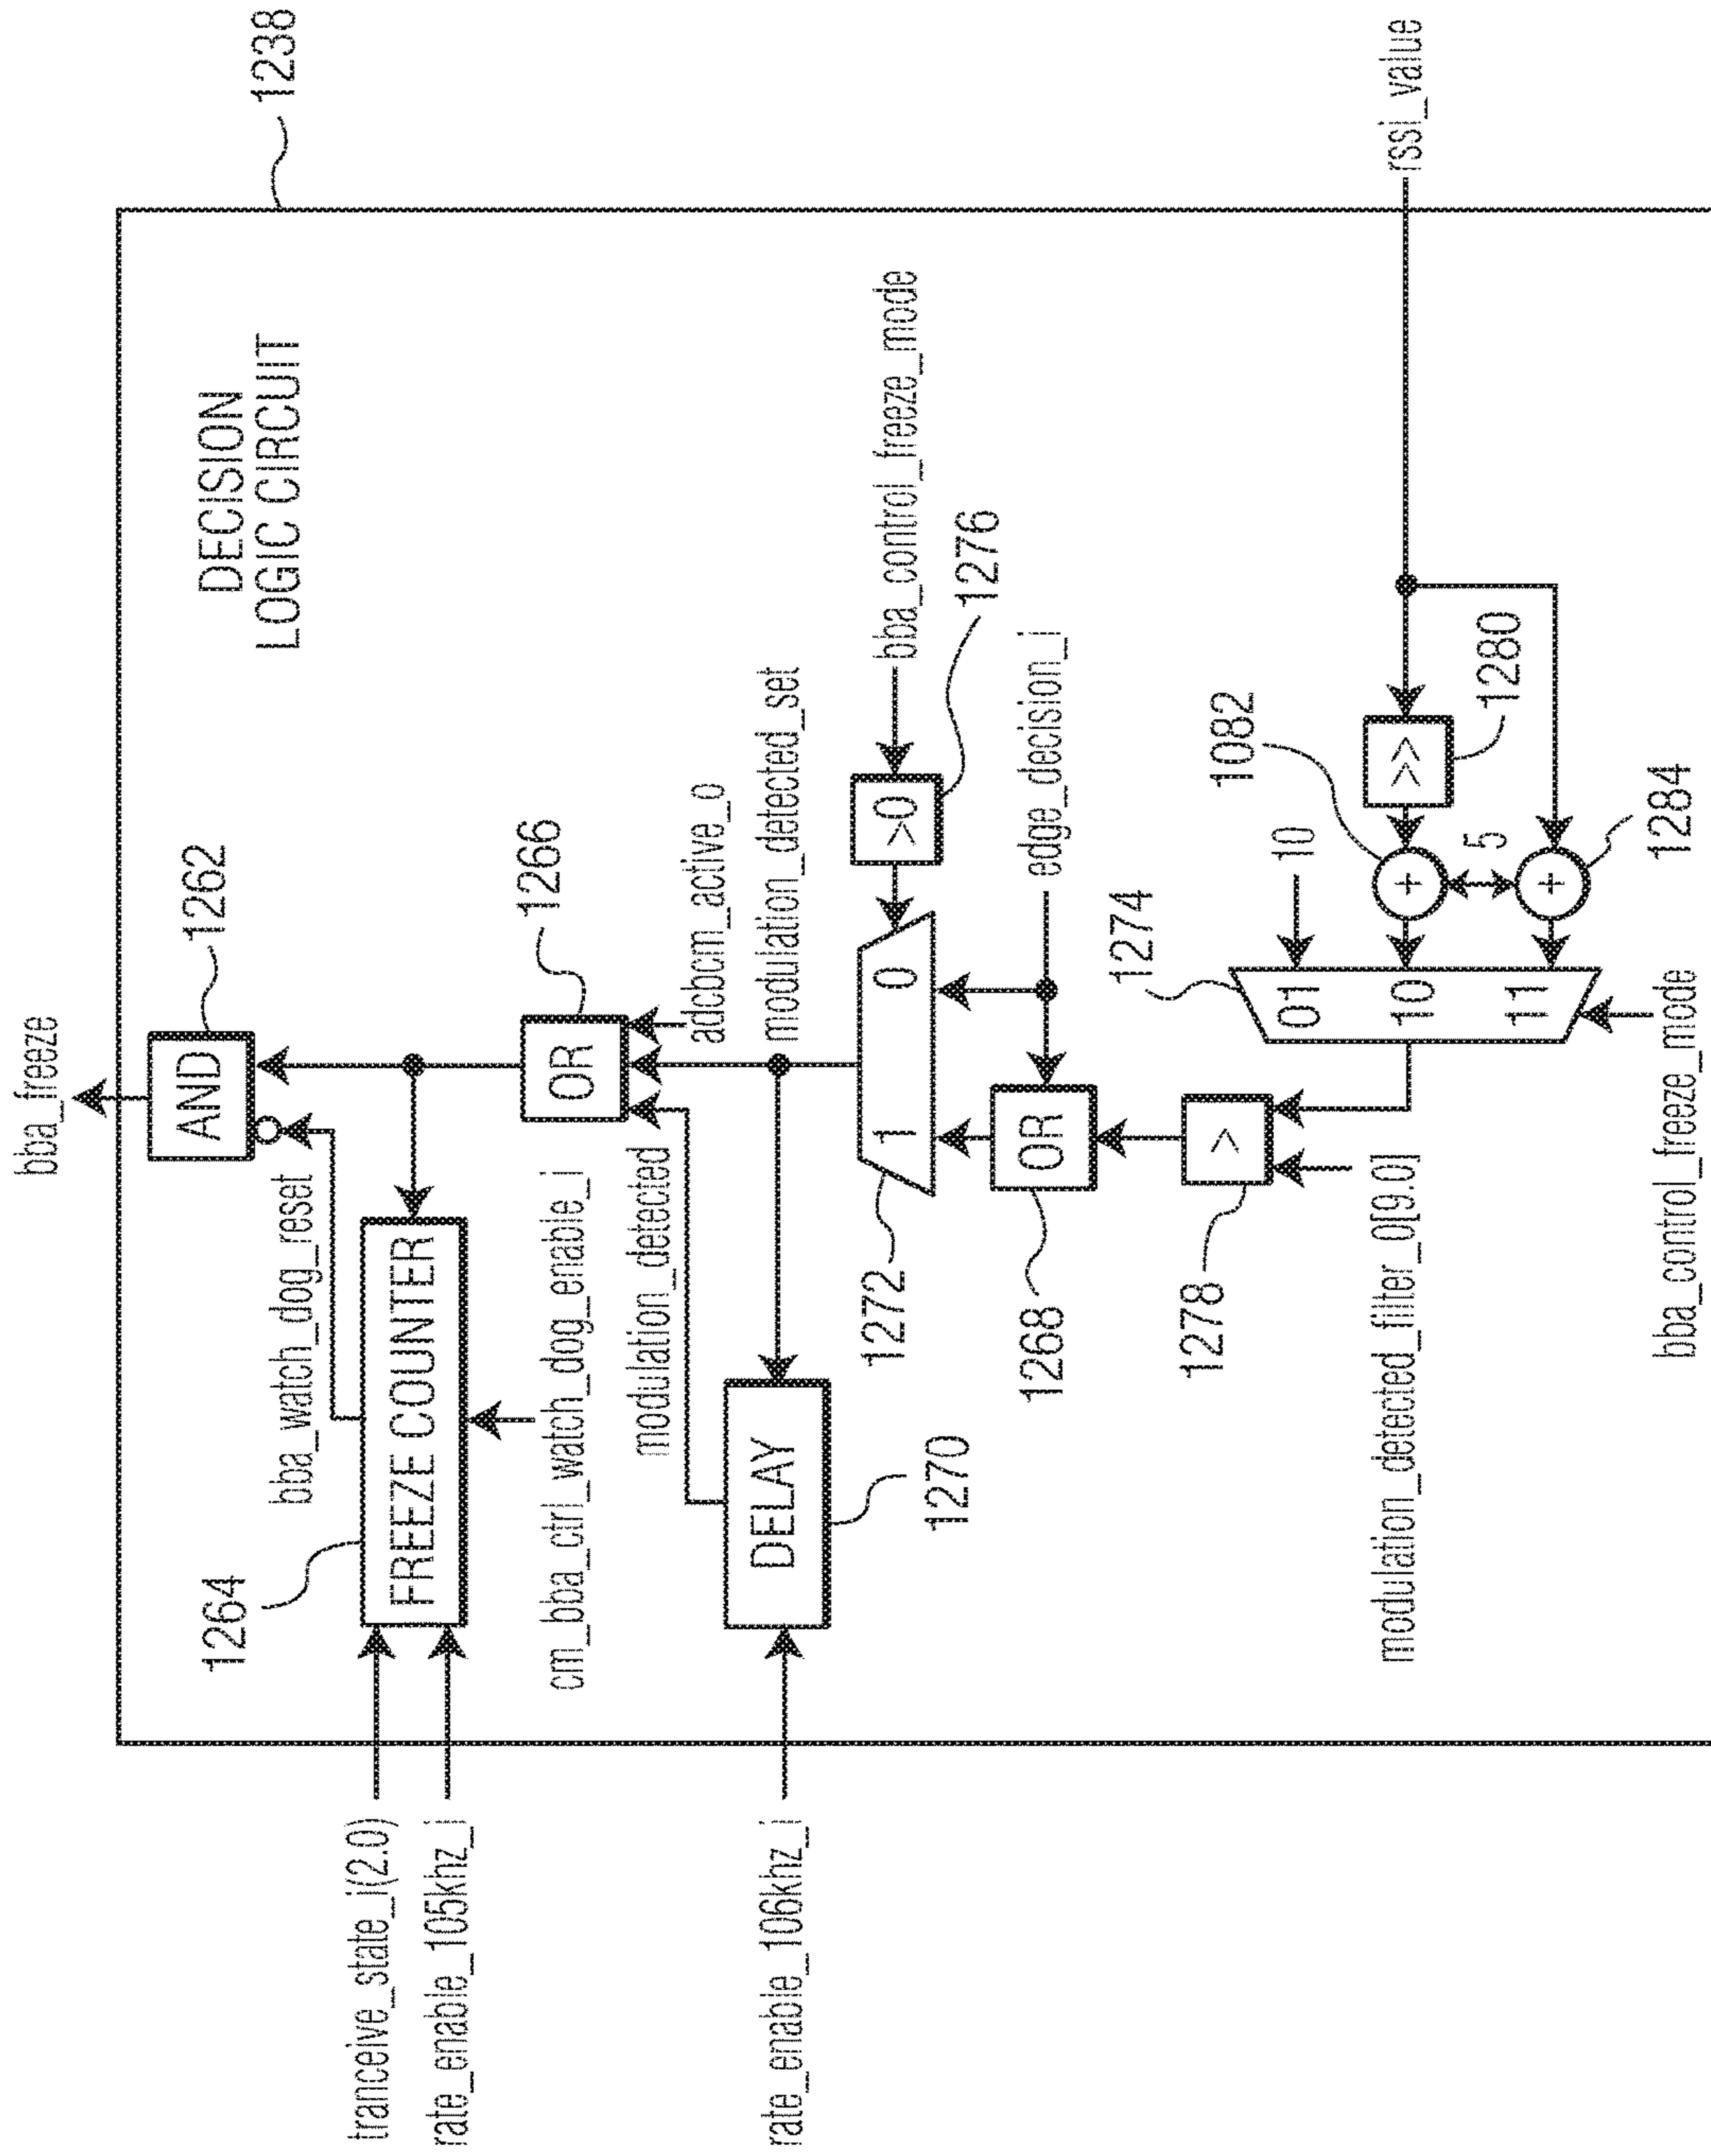 DECISION
LOGIC CIRCUIT
1238
bba_freeze
AND
1262
bba_watch_dog_reset
tranceive_state_i(2.0)
rate_enable_105khz_i
1264
FREEZE COUNTER
cm_bba_ctrl_watch_dog_enable_i
OR
1266
adcbcm_active_o
modulation_detected
modulation_detected_set
rate_enable_106khz_i
DELAY
1270
1272
1
0
>0
bba_control_freeze_mode
1276
edge_decision_i
OR
1268
>
1278
modulation_detected_filter_0[9.0]
1274
01
10
11
10
bba_control_freeze_mode
+
1082
5
+
1284
>>
1280
rssi_value